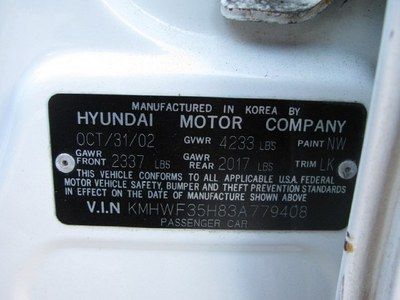 MANUFACTURED IN KOREA BY
HYUNDAI MOTOR COMPANY
OCT/31/02 GVWR 4233 LBS PAINT NW
GAWR FRONT 2337 LBS GAWR REAR 2017 LBS TRIM LK
THIS VEHICLE CONFORMS TO ALL APPLICABLE U.S.A. FEDERAL
MOTOR VEHICLE SAFETY, BUMPER AND THEFT PREVENTION STANDARDS
IN EFFECT ON THE DATE OF MANUFACTURE SHOWN ABOVE.
V.I.N KMHWF35H83A779408
PASSENGER CAR